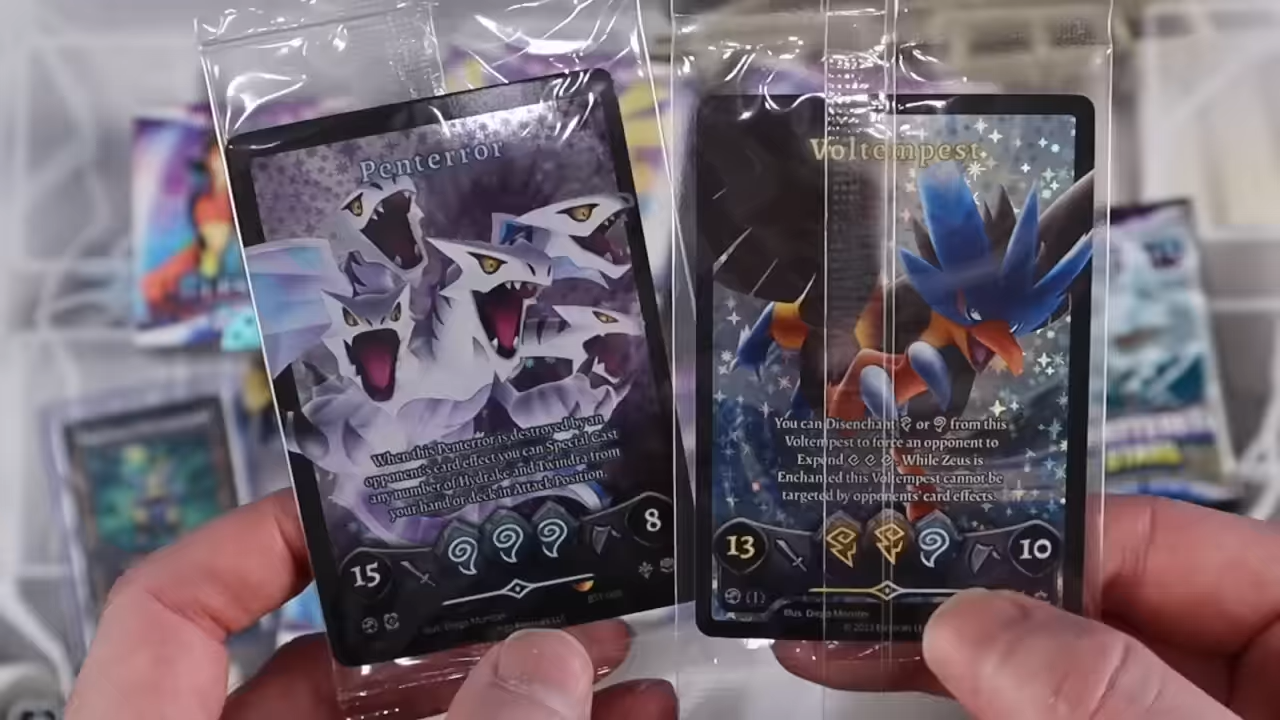 Penterror
When this Penterror is destroyed by an
opponent's card effect you can Special Cast
any number of Hydrake and Twindra from
your hand or deck in Attack Position.
15
8
Illus. Diego
Voltempest
You can Disenchant or from this
Voltempest to force an opponent to
Expend . While Zeus is
Enchanted this Voltempest cannot be
targeted by opponents' card effects.
13
10
Illus. Diego